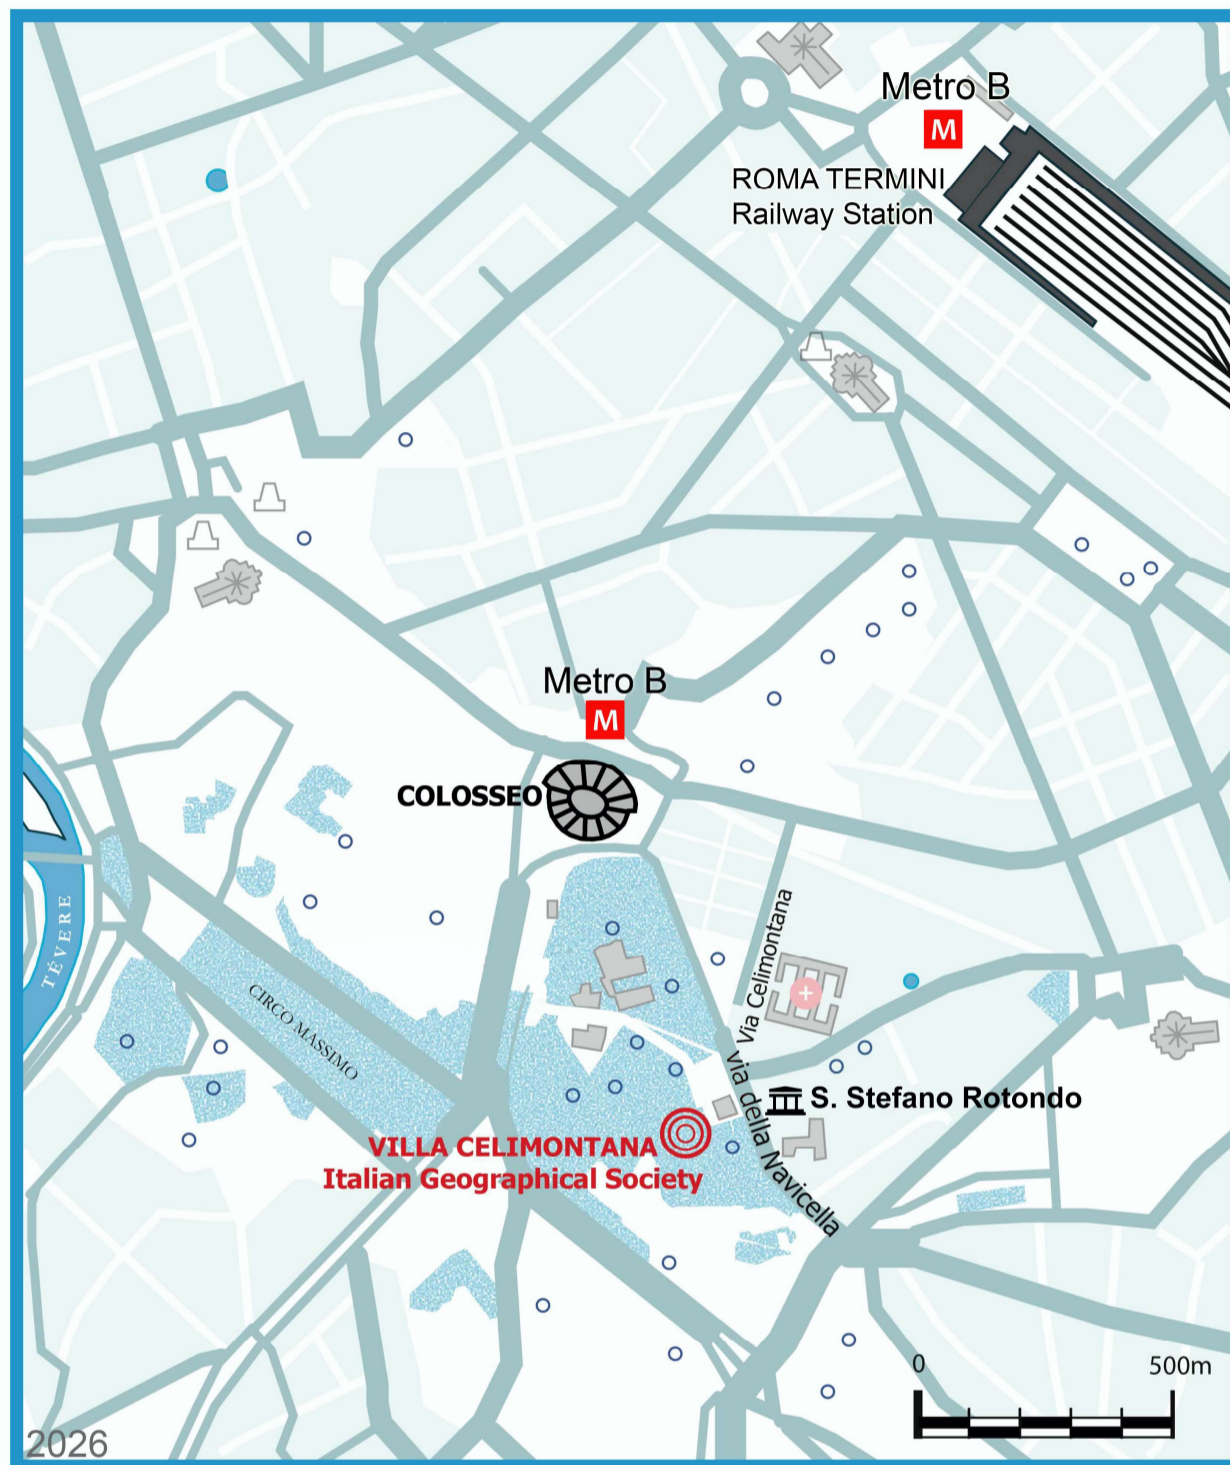 Metro B
M
ROMA TERMINI
Railway Station
Metro B
M
COLOSSEO
TÉVERE
CIRCO MASSIMO
Via Celimontana
via della Navicella
S. Stefano Rotondo
VILLA CELIMONTANA
Italian Geographical Society
0 500m
2026